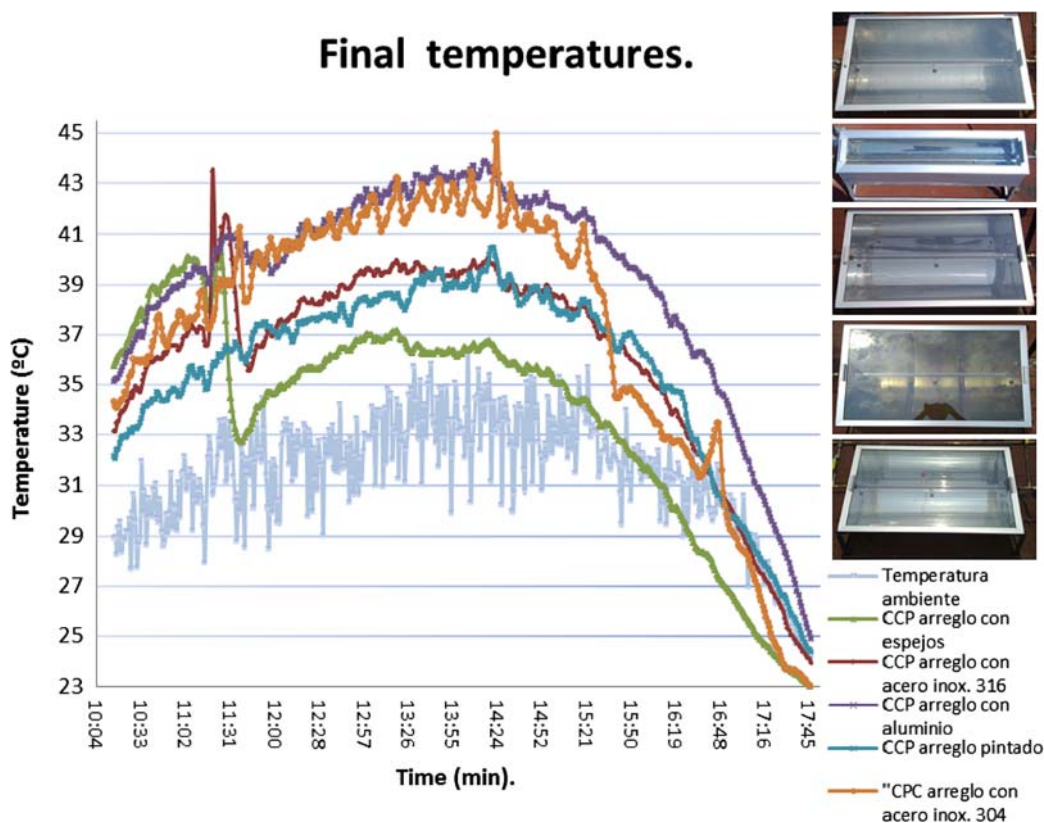 Final temperatures.
Temperature (ºC)
45
43
41
39
37
35
33
31
29
27
25
23
10:04
10:33
11:02
11:31
12:00
12:28
12:57
13:26
13:55
14:24
14:52
15:21
15:50
16:19
16:48
17:16
17:45
Time (min).
Temperatura
ambiente
CCP arreglo con
espejos
CCP arreglo con
acero inox. 316
CCP arreglo con
aluminio
CCP arreglo pintado
"CPC arreglo con
acero inox. 304